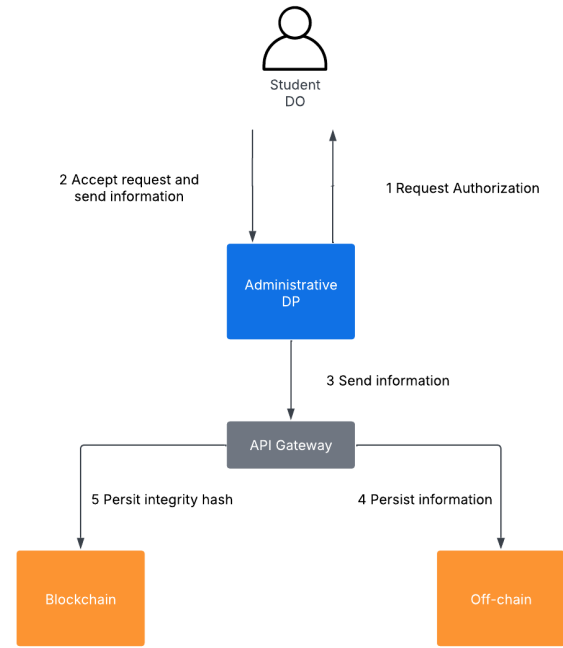 Student
DO
2 Accept request and
send information
1 Request Authorization
Administrative
DP
3 Send information
API Gateway
5 Persit integrity hash
4 Persist information
Blockchain
Off-chain